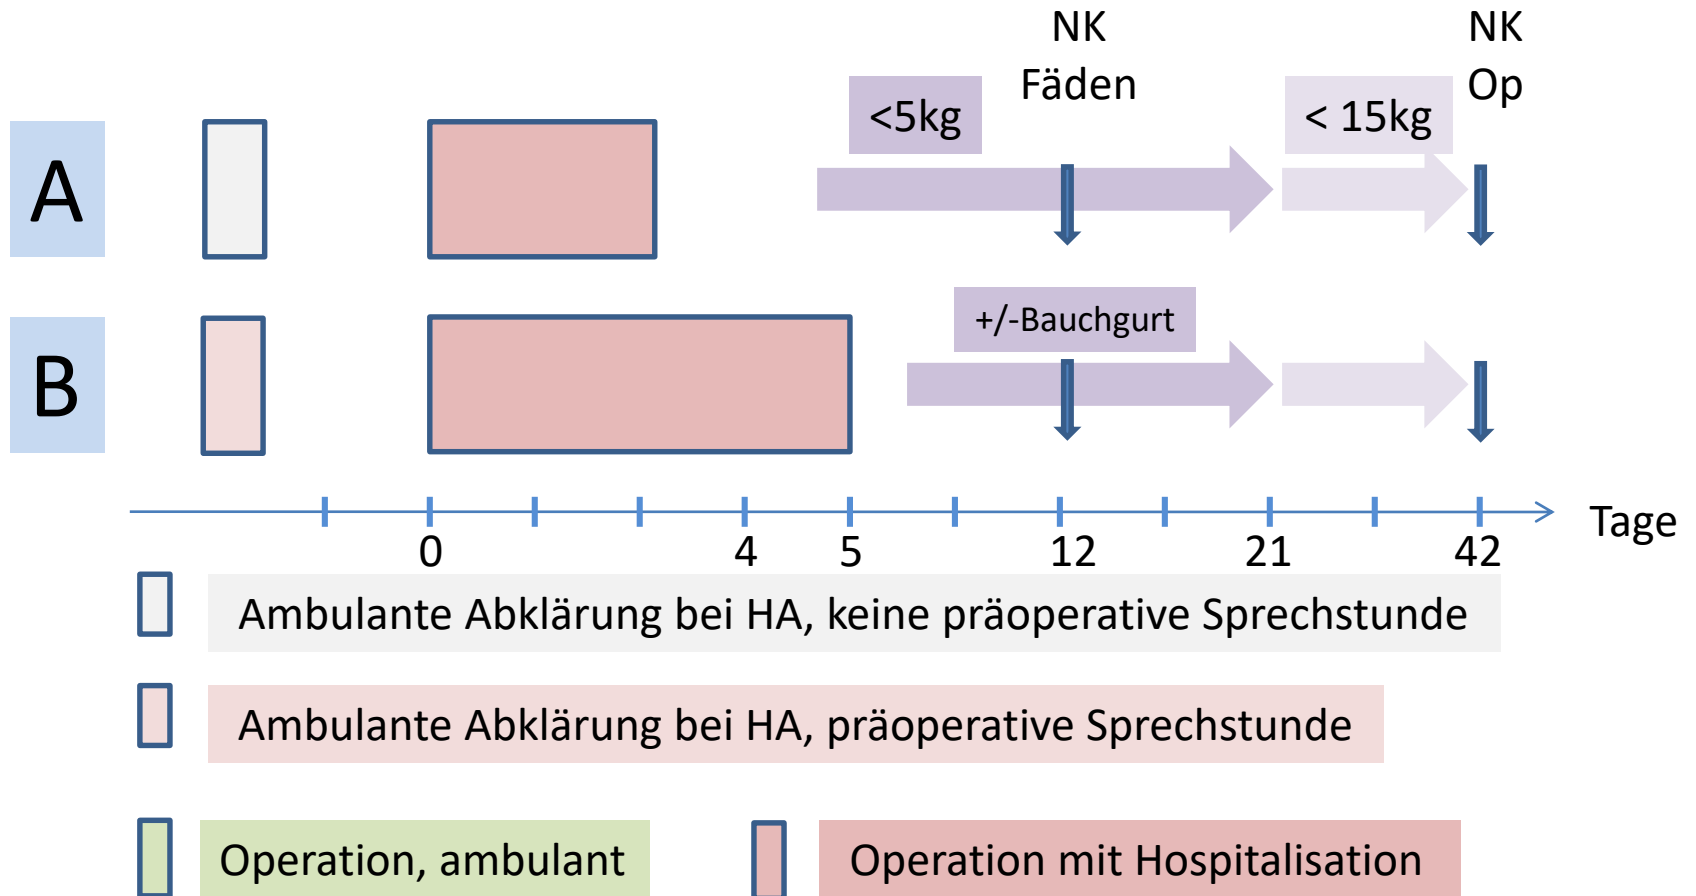 NK
Fäden
NK
Op
<5kg
< 15kg
A
+/-Bauchgurt
B
0
4
5
12
21
42
Tage
Ambulante Abklärung bei HA, keine präoperative Sprechstunde
Ambulante Abklärung bei HA, präoperative Sprechstunde
Operation, ambulant
Operation mit Hospitalisation